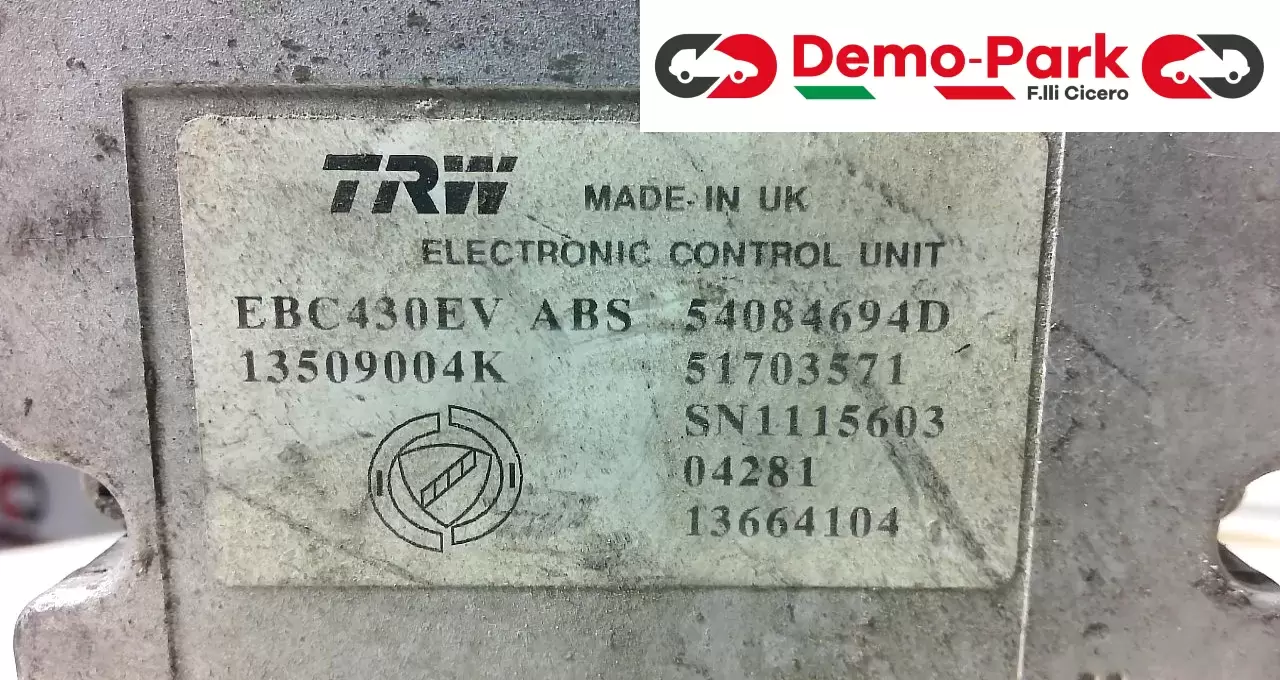 Demo-Park
F.lli Cicero
TRW MADE IN UK
ELECTRONIC CONTROL UNIT
EBC430EV ABS 54084694D
13509004K 51703571
SN1115603
04281
13664104